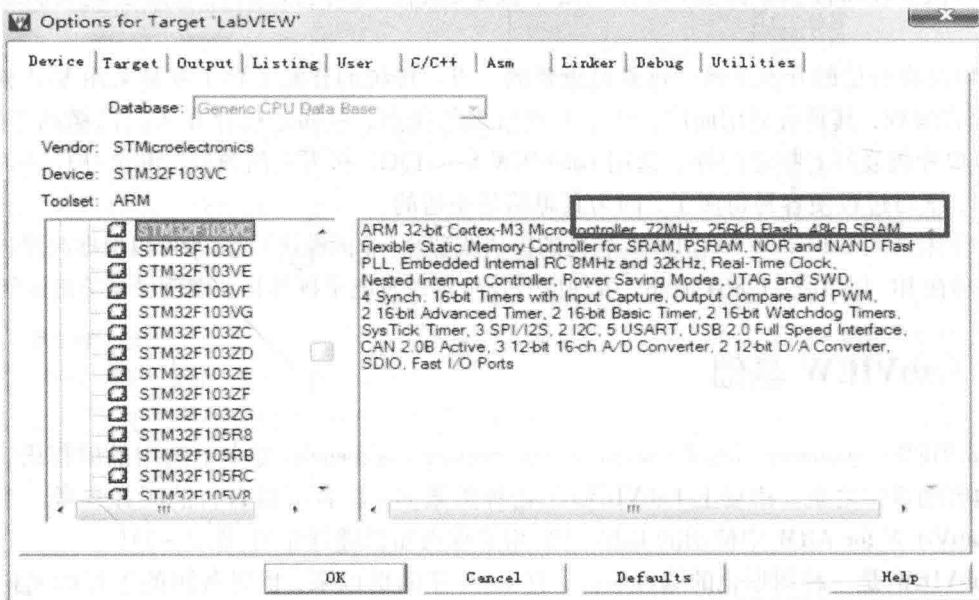 Options for Target 'LabVIEW'
Device Target Output Listing User C/C++ Asm Linker Debug Utilities
Database: Generic CPU Data Base
Vendor: STMicroelectronics
Device: STM32F103VC
Toolset: ARM
STM32F103VC
STM32F103VD
STM32F103VE
STM32F103VF
STM32F103VG
STM32F103ZC
STM32F103ZD
STM32F103ZE
STM32F103ZF
STM32F103ZG
STM32F105R8
STM32F105RB
STM32F105RC
STM32F105V8
ARM 32-bit Cortex-M3 Microcontroller, 72MHz, 256kB Flash, 48kB SRAM,
Flexible Static Memory Controller for SRAM, PSRAM, NOR and NAND Flash
PLL, Embedded Internal RC 8MHz and 32kHz, Real-Time Clock,
Nested Interrupt Controller, Power Saving Modes, JTAG and SWD,
4 Synch. 16-bit Timers with Input Capture, Output Compare and PWM,
2 16-bit Advanced Timer, 2 16-bit Basic Timer, 2 16-bit Watchdog Timers,
SysTick Timer, 3 SPI/I2S, 2 I2C, 5 USART, USB 2.0 Full Speed Interface,
CAN 2.0B Active, 3 12-bit 16-ch A/D Converter, 2 12-bit D/A Converter,
SDIO, Fast I/O Ports
OK Cancel Defaults Help